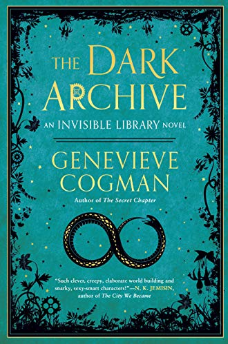 THE DARK
ARCHIVE
AN INVISIBLE LIBRARY NOVEL
GENEVIEVE
COGMAN
Author of The Secret Chapter
"Such clever, creepy, elaborate world building and
snarky, sexy-smart characters!"—N. K. JEMISIN,
author of The City We Became